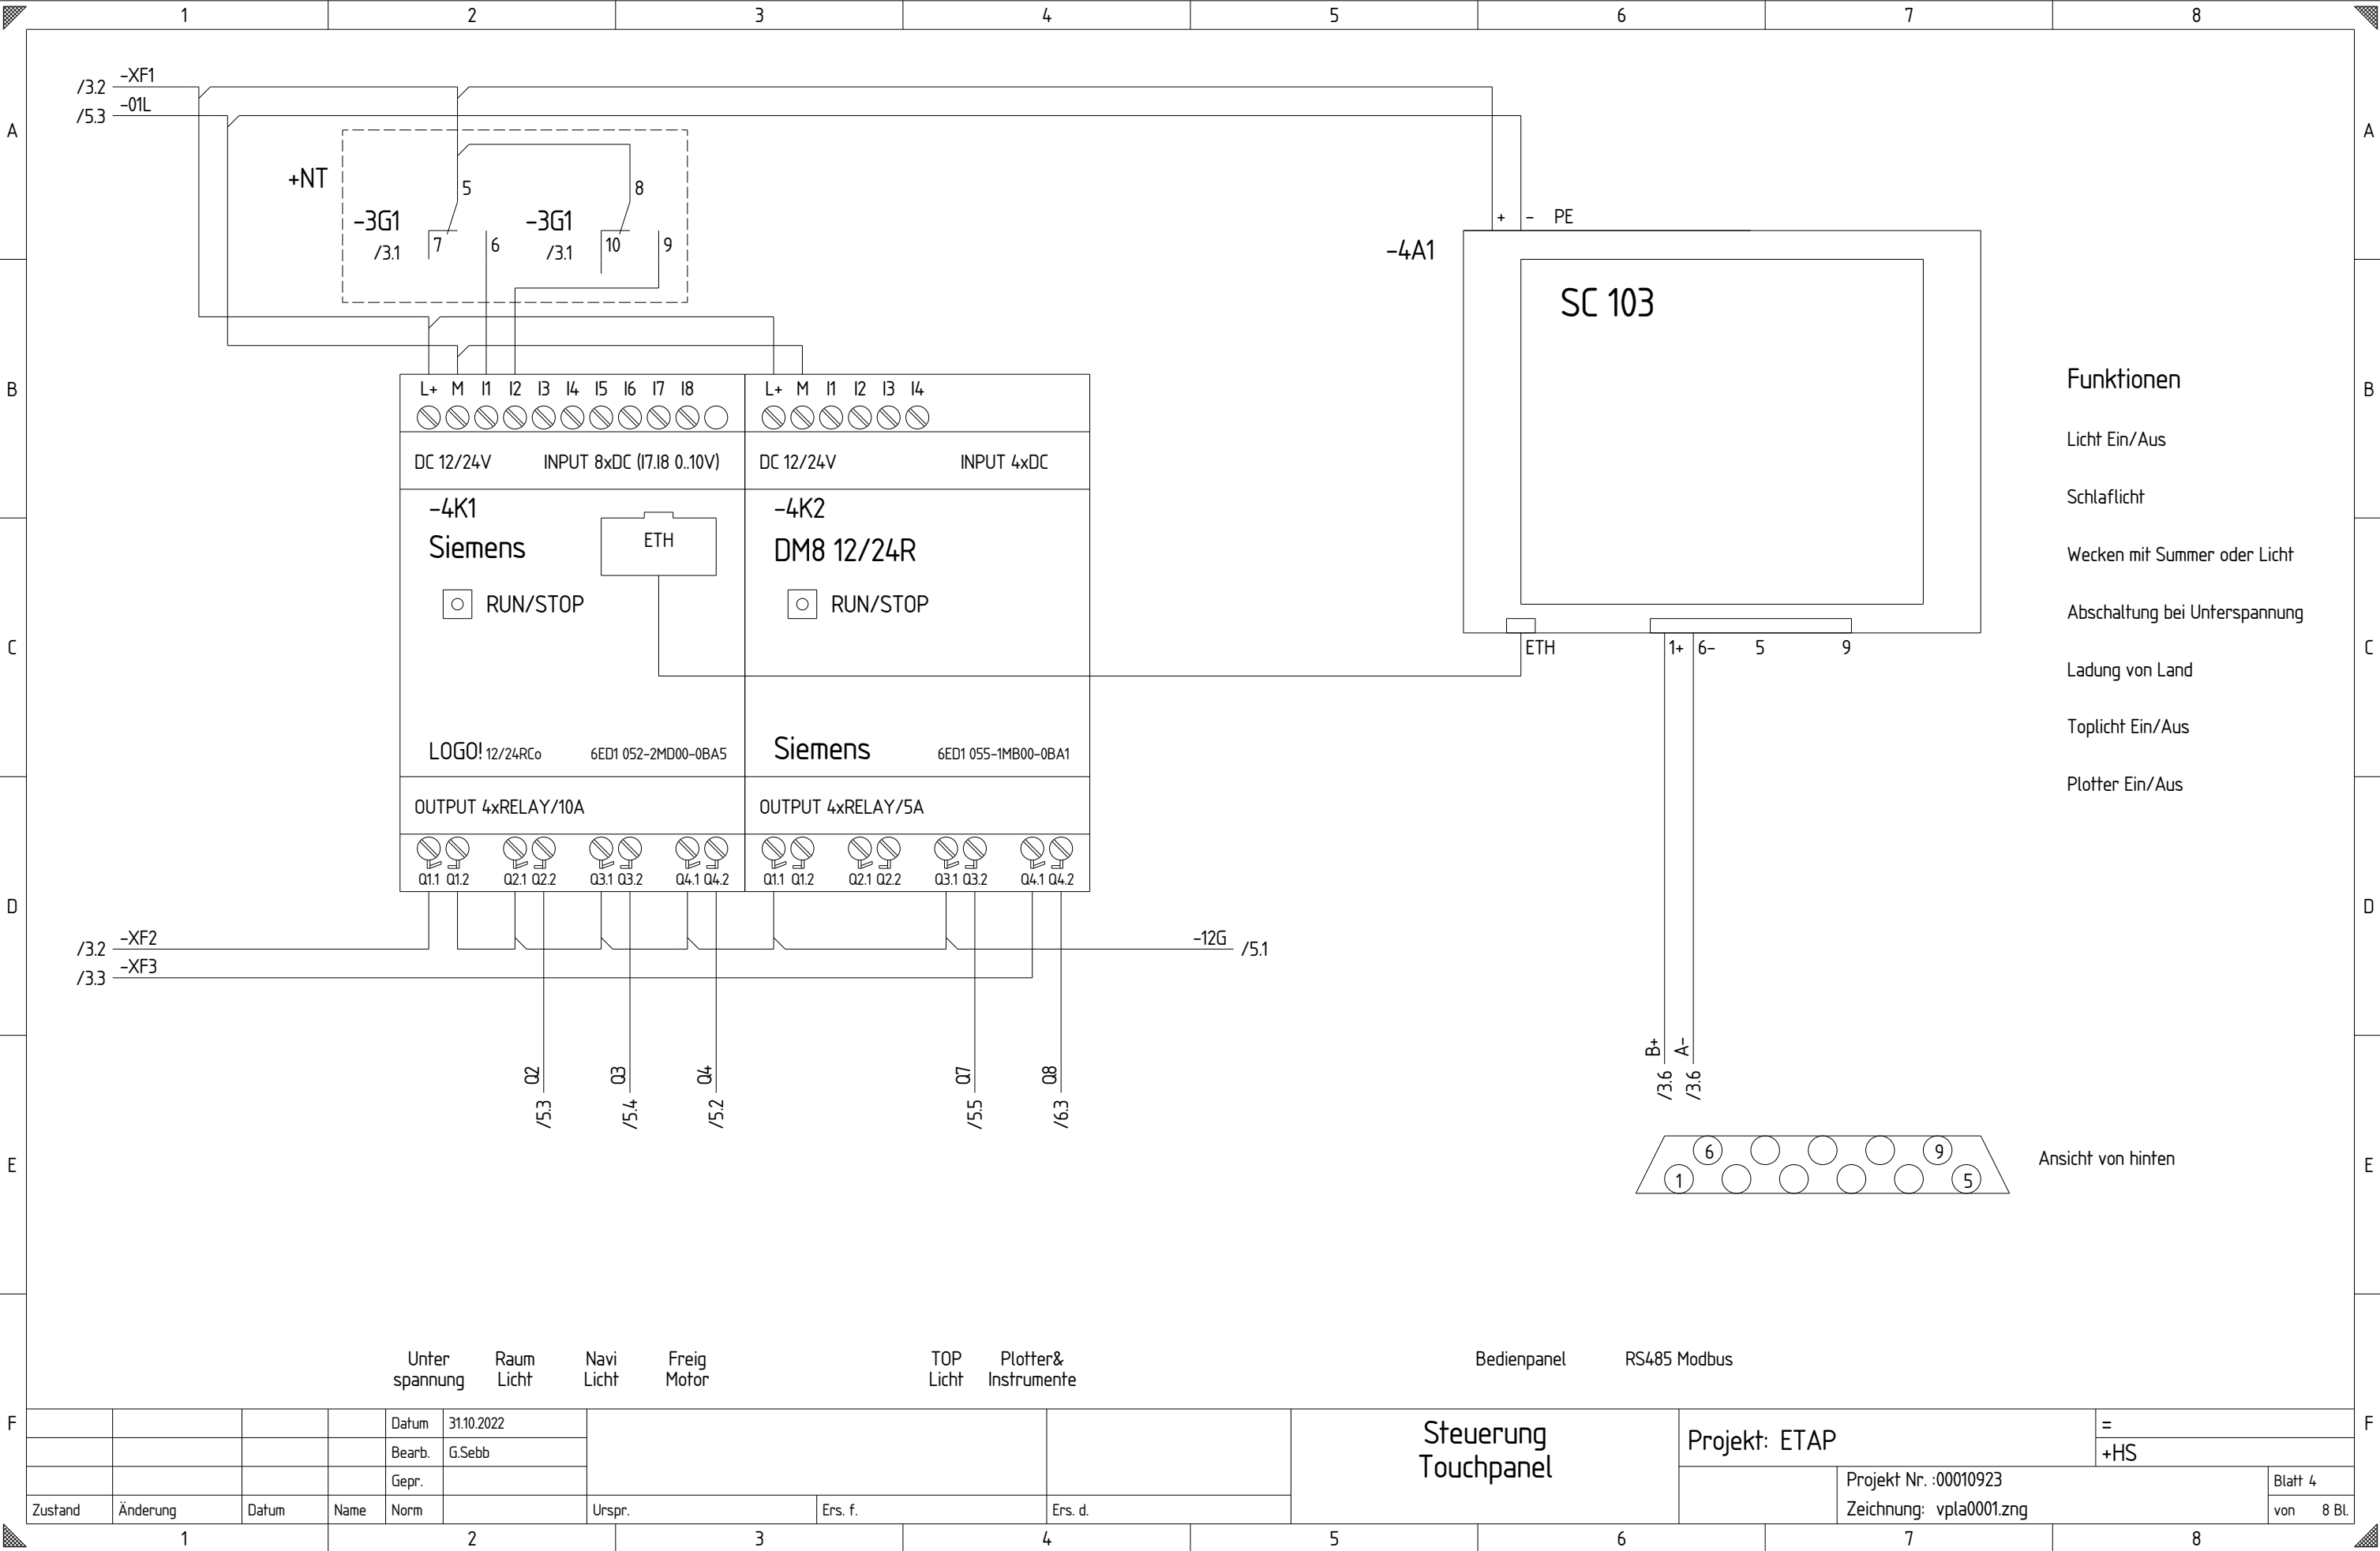 1 2 3 4 5 6 7 8
A A
B B
C C
D D
E E
F F
/3.2 -XF1
/5.3 -01L
+NT
-3G1
/3.1
5
7
6
-3G1
/3.1
8
10
9
+ - PE
-4A1
SC 103
L+ M I1 I2 I3 I4 I5 I6 I7 I8
L+ M I1 I2 I3 I4
DC 12/24V INPUT 8xDC (I7.I8 0..10V)
DC 12/24V INPUT 4xDC
-4K1
Siemens
ETH
RUN/STOP
-4K2
DM8 12/24R
RUN/STOP
LOGO! 12/24RCo 6ED1 052-2MD00-0BA5
Siemens 6ED1 055-1MB00-0BA1
OUTPUT 4xRELAY/10A
OUTPUT 4xRELAY/5A
Q1.1 Q1.2 Q2.1 Q2.2 Q3.1 Q3.2 Q4.1 Q4.2
Q1.1 Q1.2 Q2.1 Q2.2 Q3.1 Q3.2 Q4.1 Q4.2
ETH 1+ 6- 5 9
Funktionen
Licht Ein/Aus
Schlaflicht
Wecken mit Summer oder Licht
Abschaltung bei Unterspannung
Ladung von Land
Toplicht Ein/Aus
Plotter Ein/Aus
/3.2 -XF2
/3.3 -XF3
-12G /5.1
Q2 /5.3
Q3 /5.4
Q4 /5.2
Q7 /5.5
Q8 /6.3
B+ /3.6
A- /3.6
6 9
1 5
Ansicht von hinten
Unter
spannung
Raum
Licht
Navi
Licht
Freig
Motor
TOP
Licht
Plotter&
Instrumente
Bedienpanel
RS485 Modbus
Datum 31.10.2022
Bearb. G.Sebb
Gepr.
Zustand Änderung Datum Name Norm Urspr. Ers. f. Ers. d.
Steuerung
Touchpanel
Projekt: ETAP
=
+HS
Projekt Nr. :00010923
Zeichnung: vpla0001.zng
Blatt 4
von 8 Bl.
1 2 3 4 5 6 7 8